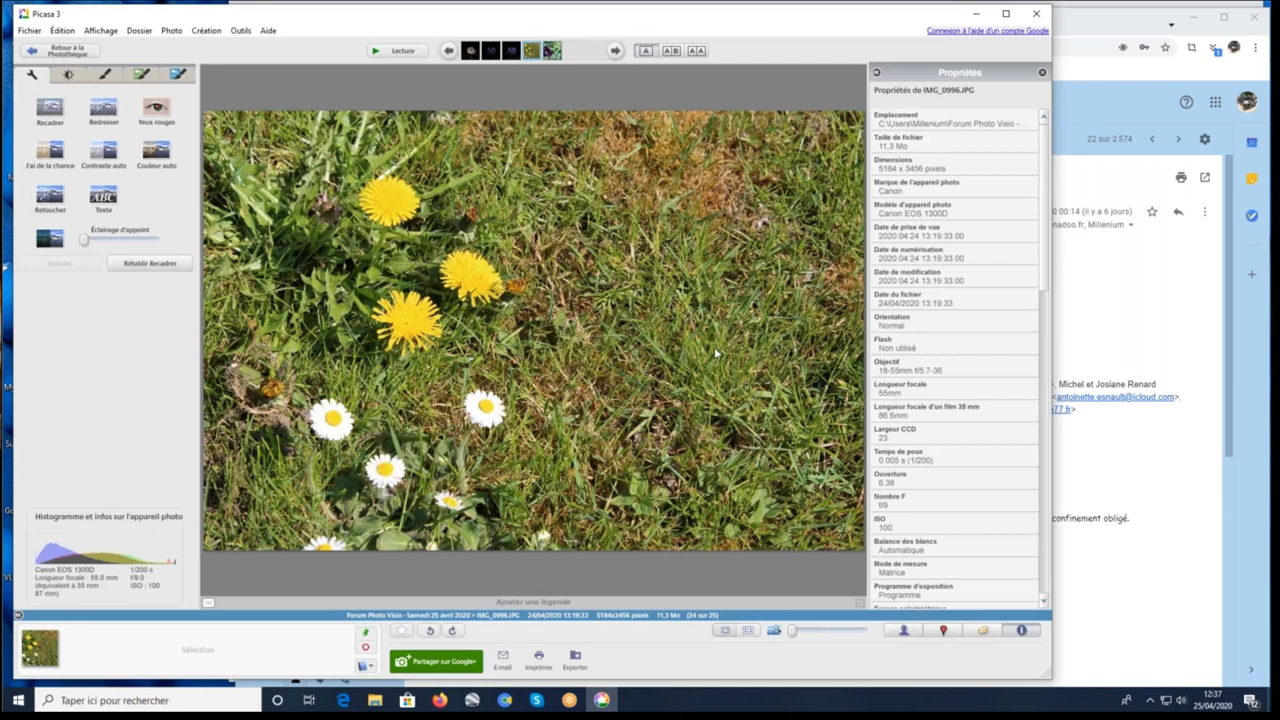 Picasa 3
Fichier Édition Affichage Dossier Photo Création Outils Aide
Connexion à l'aide d'un compte Google
Retour à la
Photothèque
Lecture
A
A B
A A
Recadrer
Redresser
Yeux rouges
J'ai de la chance
Contraste auto
Couleur auto
Retoucher
ABC
Texte
Éclairage d'appoint
Annuler
Rétablir Recadrer
Histogramme et infos sur l'appareil photo
Canon EOS 1300D
1/200 s
Longueur focale : 55.0 mm
f/9.0
(équivalent à 35 mm
ISO : 100
87 mm)
Ajouter une légende
Forum Photo Visio - Samedi 25 avril 2020 > IMG_0996.JPG 24/04/2020 13:19:33 5184x3456 pixels 11,3 Mo (24 sur 25)
Sélection
Partager sur Google+
E-mail
Imprimer
Exporter
Propriétés
Propriétés de IMG_0996.JPG
Emplacement
C:\Users\Millenium\Forum Photo Visio - ...
Taille de fichier
11,3 Mo
Dimensions
5184 x 3456 pixels
Marque de l'appareil photo
Canon
Modèle d'appareil photo
Canon EOS 1300D
Date de prise de vue
2020:04:24 13:19:33.00
Date de numérisation
2020:04:24 13:19:33.00
Date de modification
2020:04:24 13:19:33.00
Date du fichier
24/04/2020 13:19:33
Orientation
Normal
Flash
Non utilisé
Objectif
18-55mm f/5.7-36
Longueur focale
55mm
Longueur focale d'un film 35 mm
86.6mm
Largeur CCD
23
Temps de pose
0.005 s (1/200)
Ouverture
6.38
Nombre F
f/9
ISO
100
Balance des blancs
Automatique
Mode de mesure
Matrice
Programme d'exposition
Programme
22 sur 2 574
0 00:14 (il y a 6 jours)
nadoo.fr, Millenium
>, Michel et Josiane Renard
<antoinette.esnault@icloud.com>,
77.fr>
confinement obligé.
Taper ici pour rechercher
12:37
25/04/2020